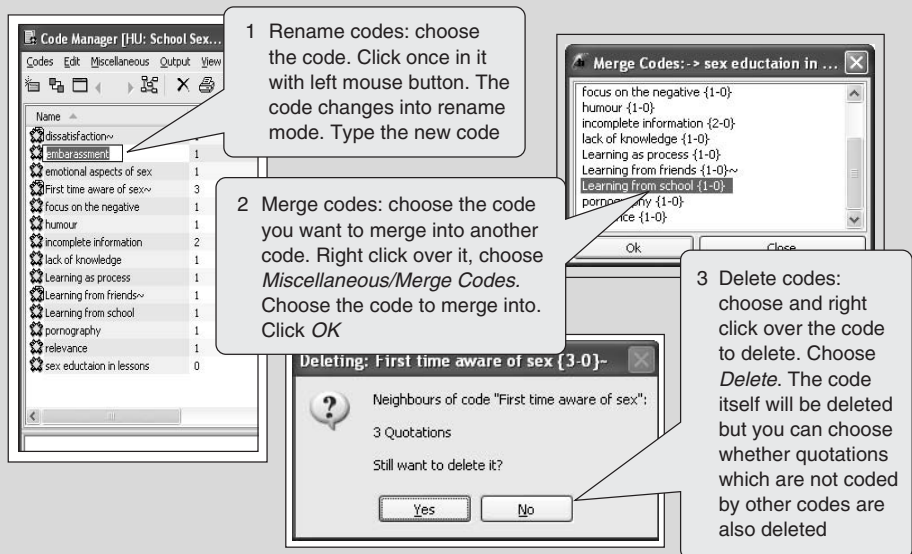 Code Manager [HU: School Sex...
Codes Edit Miscellaneous Output View
Name
dissatisfaction~
embarassment 1
emotional aspects of sex 1
First time aware of sex~ 3
focus on the negative 1
humour 1
incomplete information 2
lack of knowledge 1
Learning as process 1
Learning from friends~ 1
Learning from school 1
pornography 1
relevance 1
sex eductaion in lessons 0
1 Rename codes: choose
the code. Click once in it
with left mouse button. The
code changes into rename
mode. Type the new code
Merge Codes:-> sex eductaion in ...
focus on the negative {1-0}
humour {1-0}
incomplete information {2-0}
lack of knowledge {1-0}
Learning as process {1-0}
Learning from friends {1-0}~
Learning from school {1-0}
pornography {1-0}
{1-0}
Ok Close
2 Merge codes: choose the code
you want to merge into another
code. Right click over it, choose
Miscellaneous/Merge Codes.
Choose the code to merge into.
Click OK
Deleting: First time aware of sex {3-0}~
Neighbours of code "First time aware of sex":
3 Quotations
Still want to delete it?
Yes No
3 Delete codes:
choose and right
click over the code
to delete. Choose
Delete. The code
itself will be deleted
but you can choose
whether quotations
which are not coded
by other codes are
also deleted